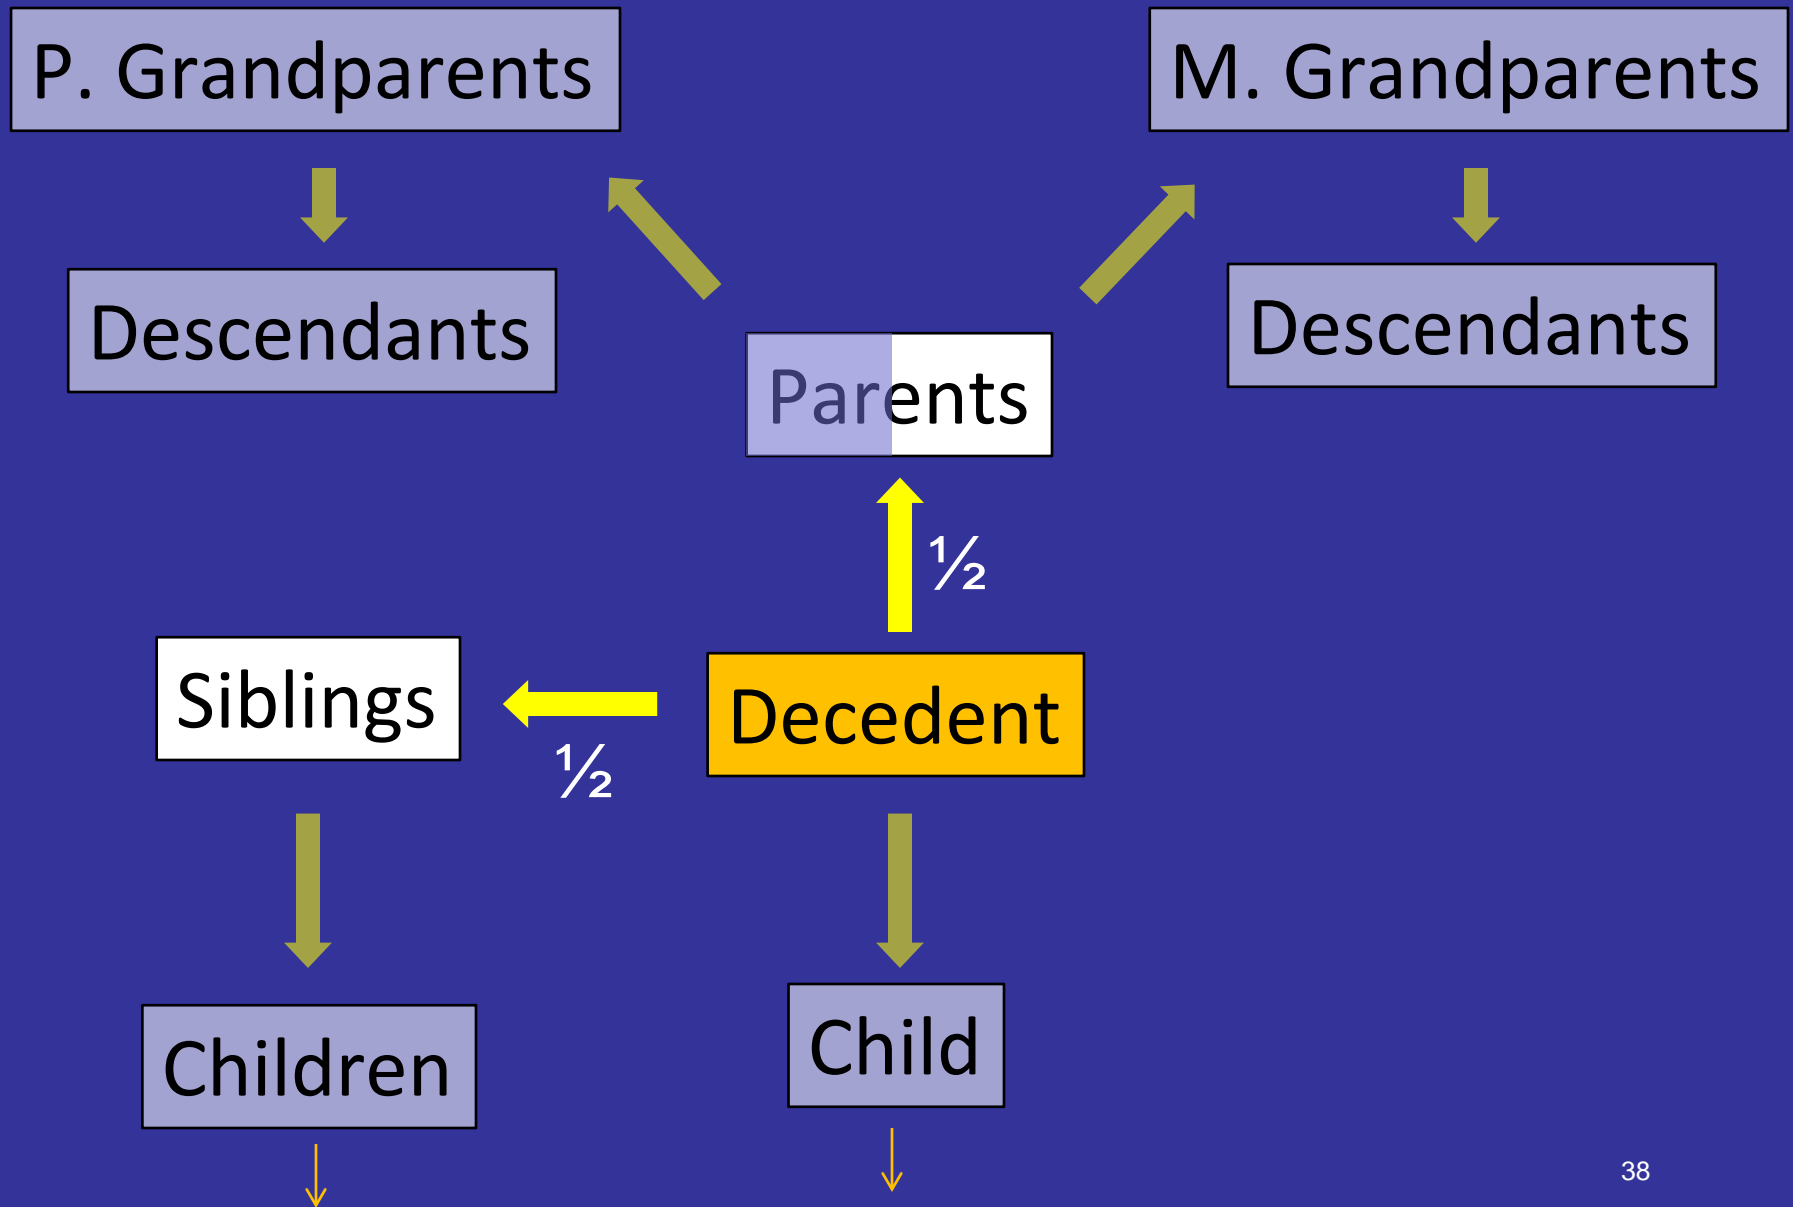 P. Grandparents
M. Grandparents
Descendants
Descendants
Parents
½
Siblings
½
Decedent
Children
Child
38